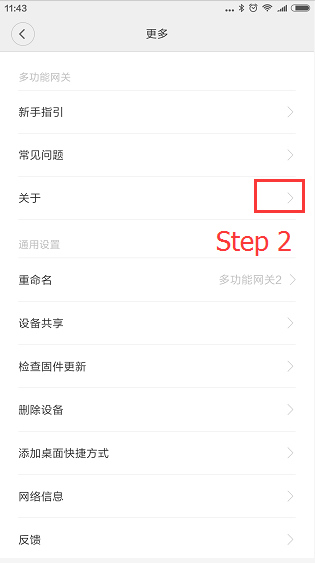 11:43
更多
多功能网关
新手指引
常见问题
关于
Step 2
通用设置
重命名 多功能网关2
设备共享
检查固件更新
删除设备
添加桌面快捷方式
网络信息
反馈